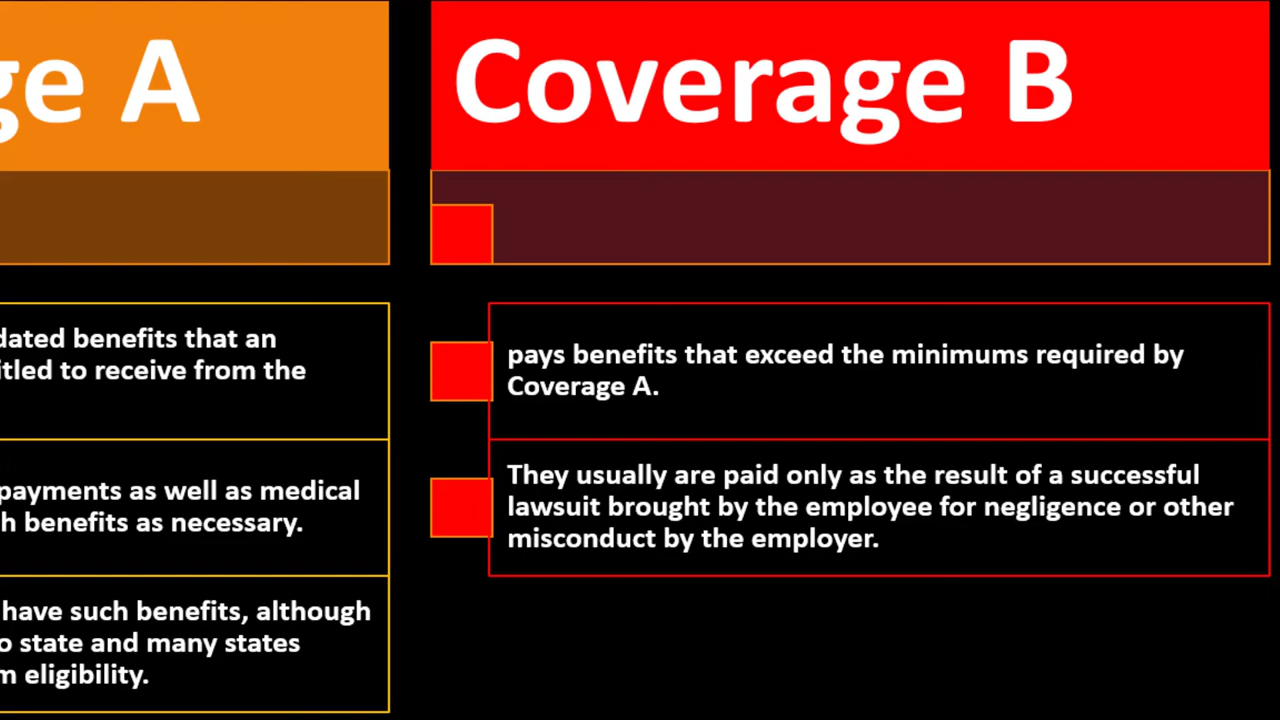 ge A
dated benefits that an
itled to receive from the
payments as well as medical
h benefits as necessary.
have such benefits, although
o state and many states
m eligibility.
Coverage B
pays benefits that exceed the minimums required by
Coverage A.
They usually are paid only as the result of a successful
lawsuit brought by the employee for negligence or other
misconduct by the employer.